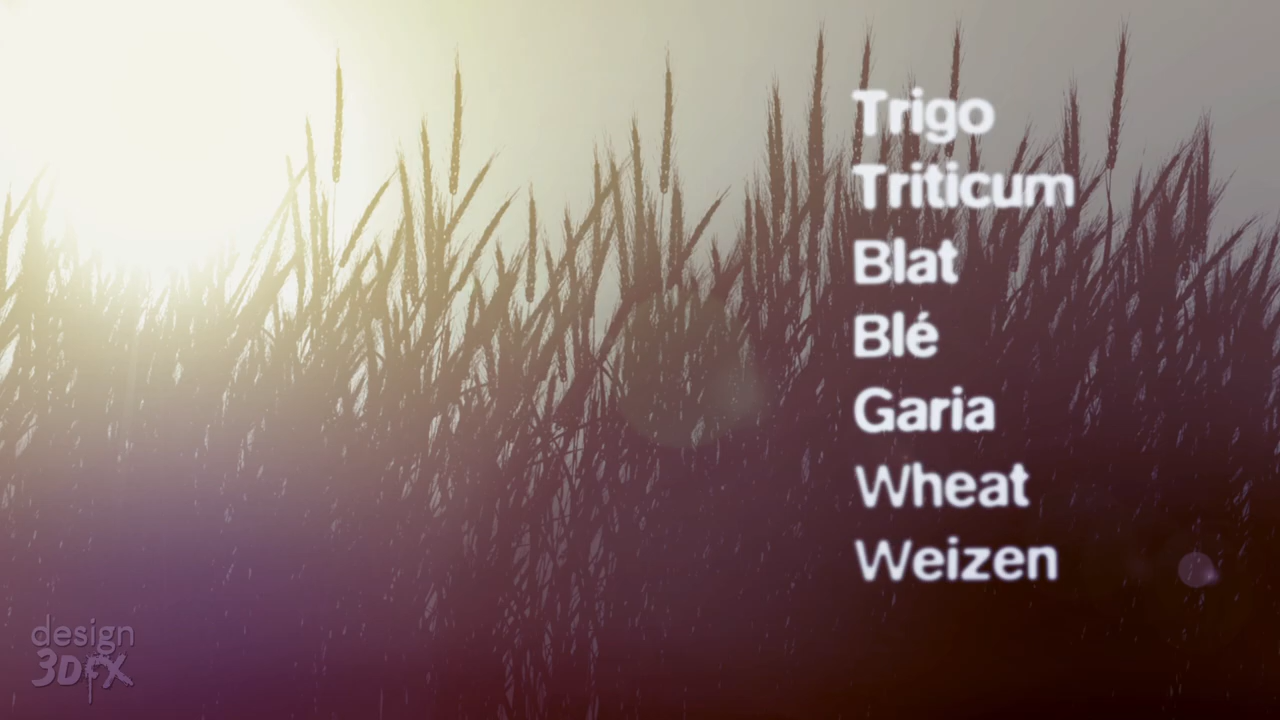 Trigo
Triticum
Blat
Blé
Garia
Wheat
Weizen
design
3DfX